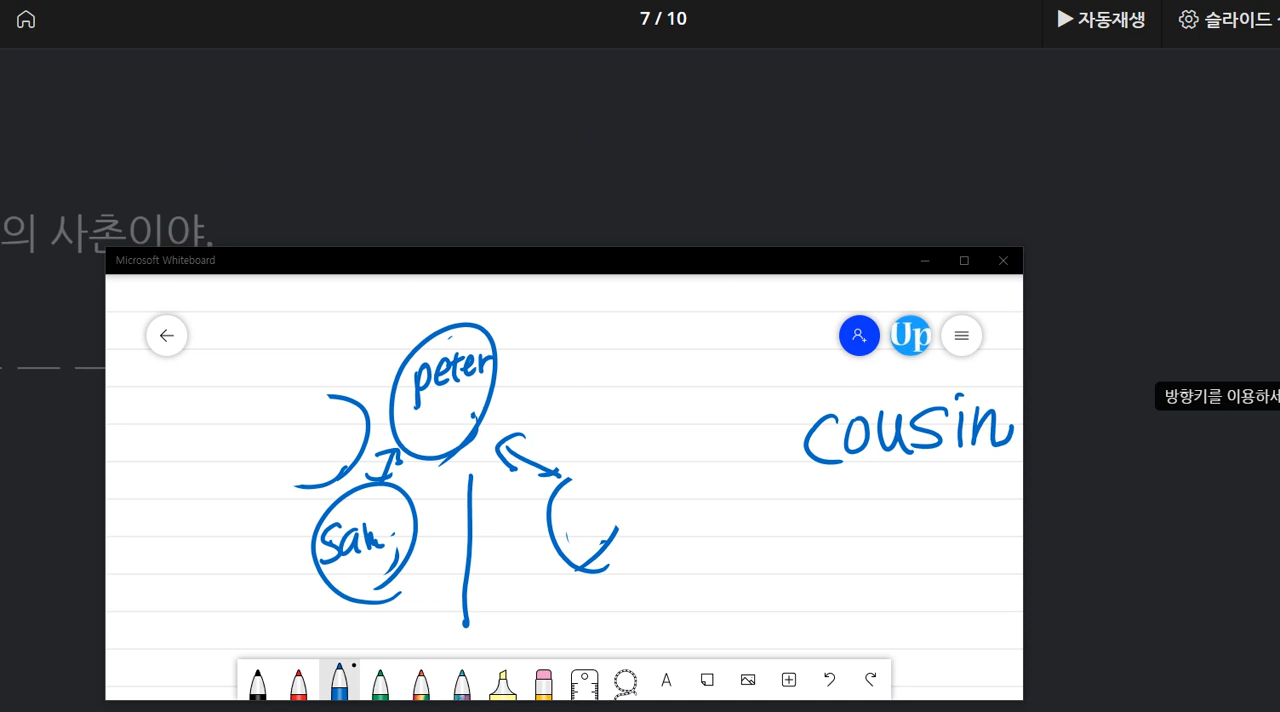 7 / 10
▶ 자동재생
슬라이드
의 사촌이야.
Microsoft Whiteboard
Up
peter
방향키를 이용하세
cousin
A